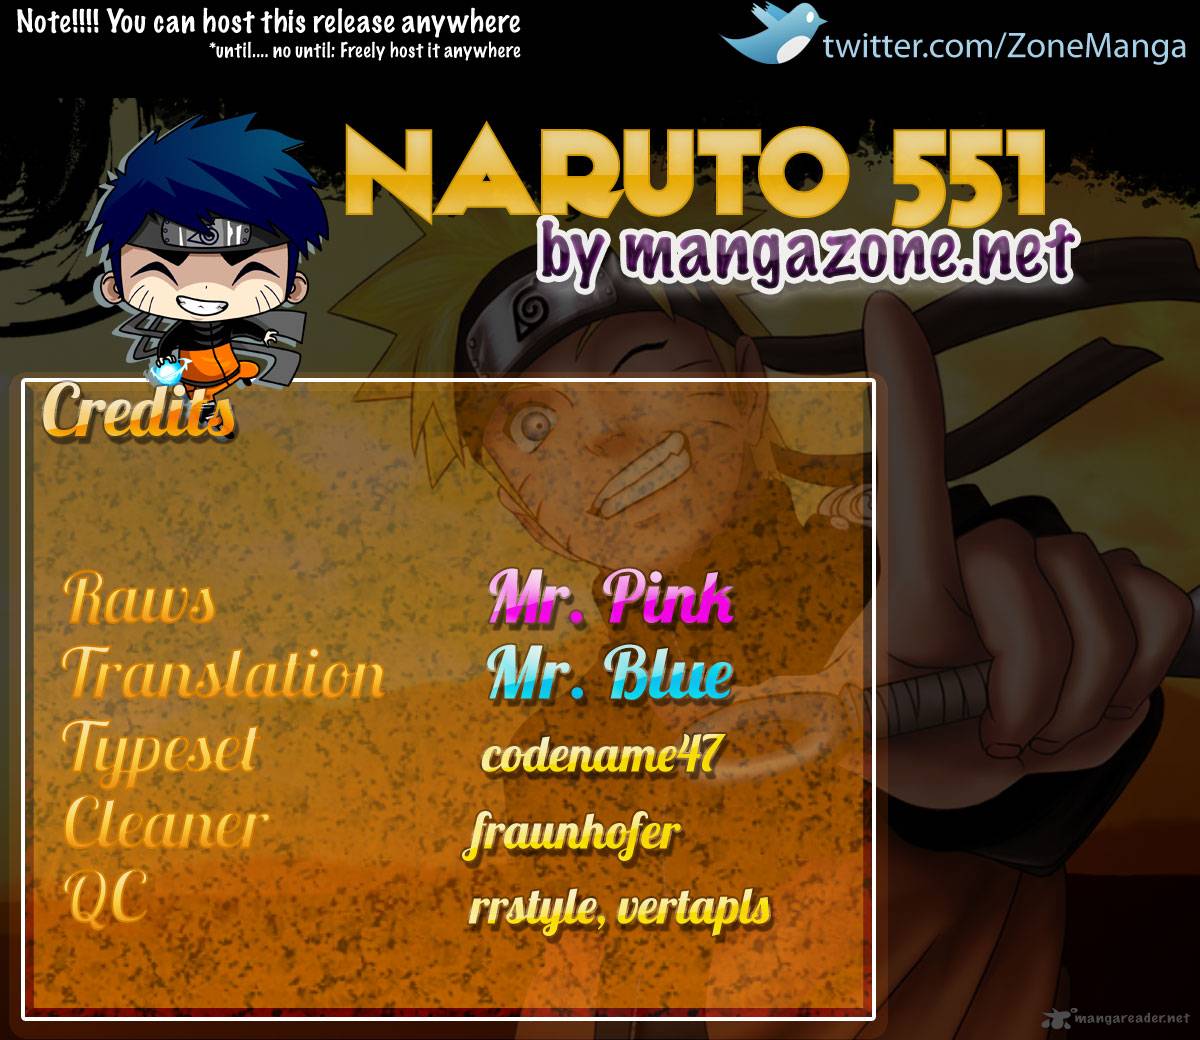 Note!!!! You can host this release anywhere
*until.... no until: Freely host it anywhere
twitter.com/ZoneManga
NARUTO 551
by mangazone.net
Credits
Raws Mr. Pink
Translation Mr. Blue
Typeset codename47
Cleaner fraunhofer
QC rrstyle, vertapls
mangareader.net